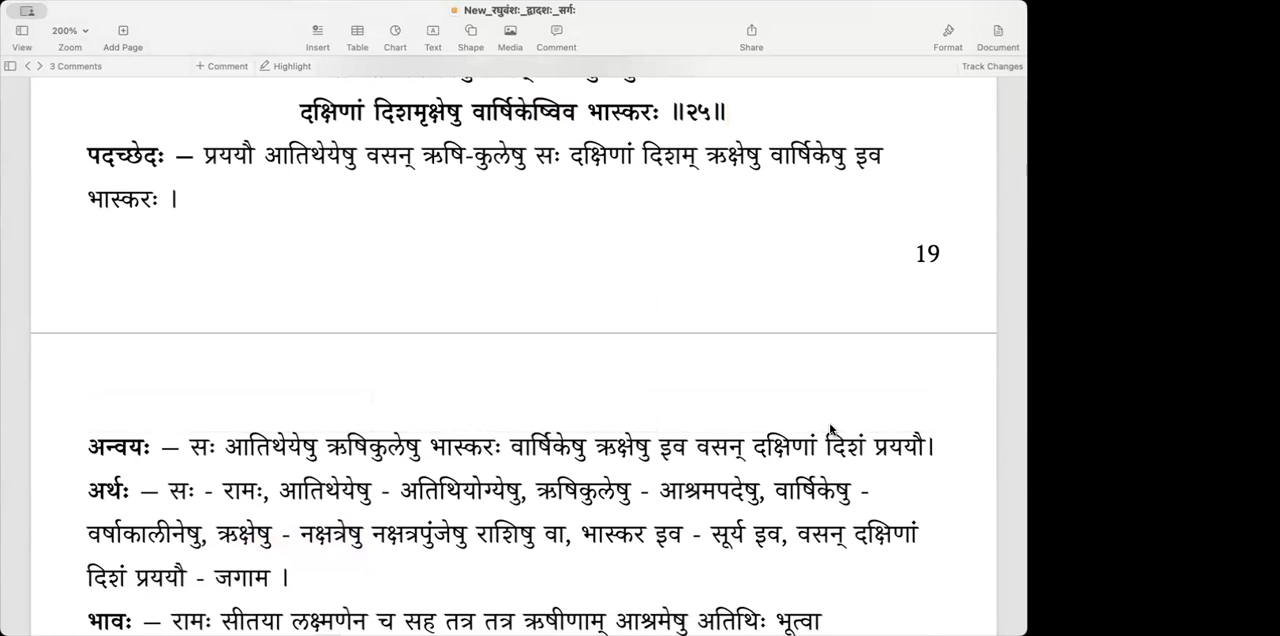 New_रघुवंशः_द्वादशः_सर्गः
200%
View Zoom Add Page Insert Table Chart Text Shape Media Comment Share Format Document
3 Comments + Comment Highlight Track Changes
दक्षिणां दिशमृक्षेषु वार्षिकेष्विव भास्करः ॥२५॥
पदच्छेदः – प्रययौ आतिथेयेषु वसन् ऋषि-कुलेषु सः दक्षिणां दिशम् ऋक्षेषु वार्षिकेषु इव
भास्करः ।
19
अन्वयः – सः आतिथेयेषु ऋषिकुलेषु भास्करः वार्षिकेषु ऋक्षेषु इव वसन् दक्षिणां दिशं प्रययौ।
अर्थः – सः - रामः, आतिथेयेषु - अतिथियोग्येषु, ऋषिकुलेषु - आश्रमपदेषु, वार्षिकेषु -
वर्षाकालीनेषु, ऋक्षेषु - नक्षत्रेषु नक्षत्रपुंजेषु राशिषु वा, भास्कर इव - सूर्य इव, वसन् दक्षिणां
दिशं प्रययौ - जगाम ।
भावः – रामः सीतया लक्ष्मणेन च सह तत्र तत्र ऋषीणाम् आश्रमेषु अतिथिः भूत्वा